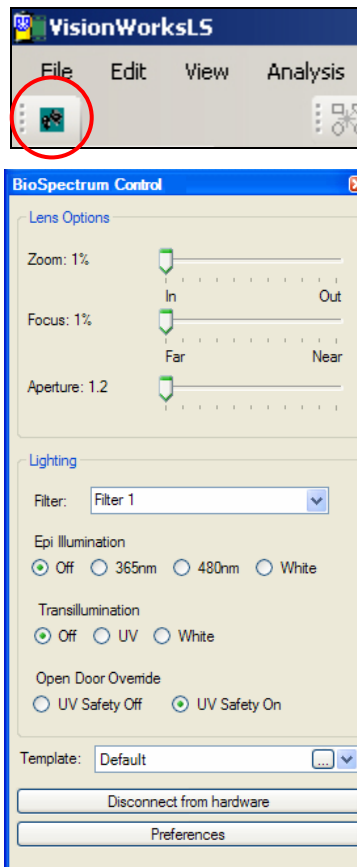 VisionWorksLS
File Edit View Analysis
BioSpectrum Control
Lens Options
Zoom: 1%
In Out
Focus: 1%
Far Near
Aperture: 1.2
Lighting
Filter: Filter 1
Epi Illumination
Off 365nm 480nm White
Transillumination
Off UV White
Open Door Override
UV Safety Off UV Safety On
Template: Default ...
Disconnect from hardware
Preferences